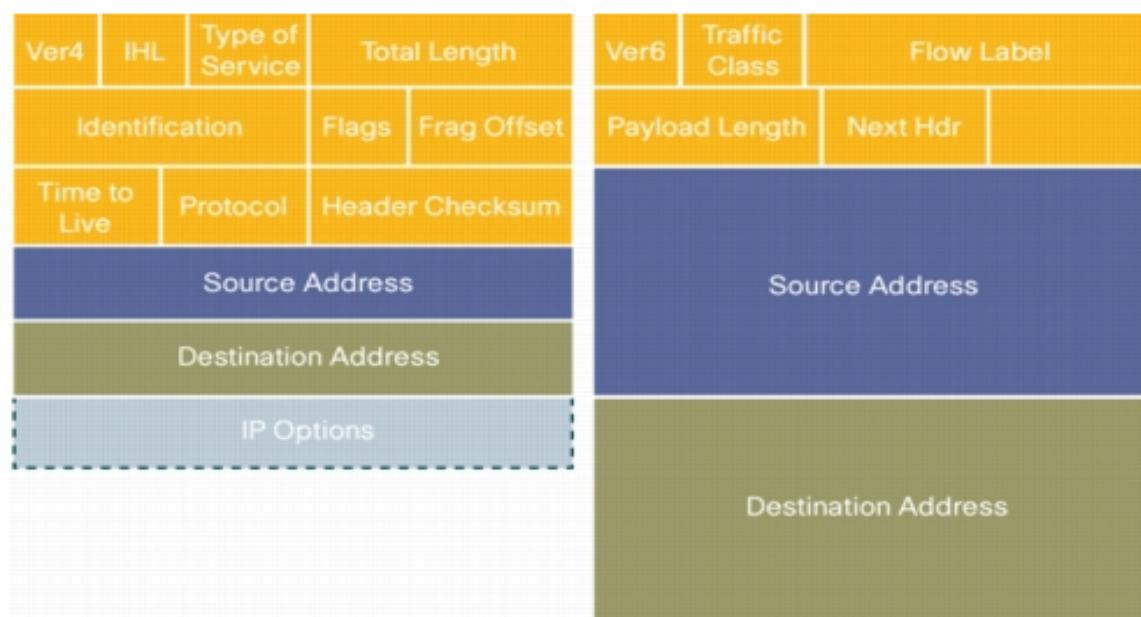 Ver4 IHL Type of Service Total Length
Identification Flags Frag Offset
Time to Live Protocol Header Checksum
Source Address
Destination Address
IP Options
Ver6 Traffic Class Flow Label
Payload Length Next Hdr
Source Address
Destination Address